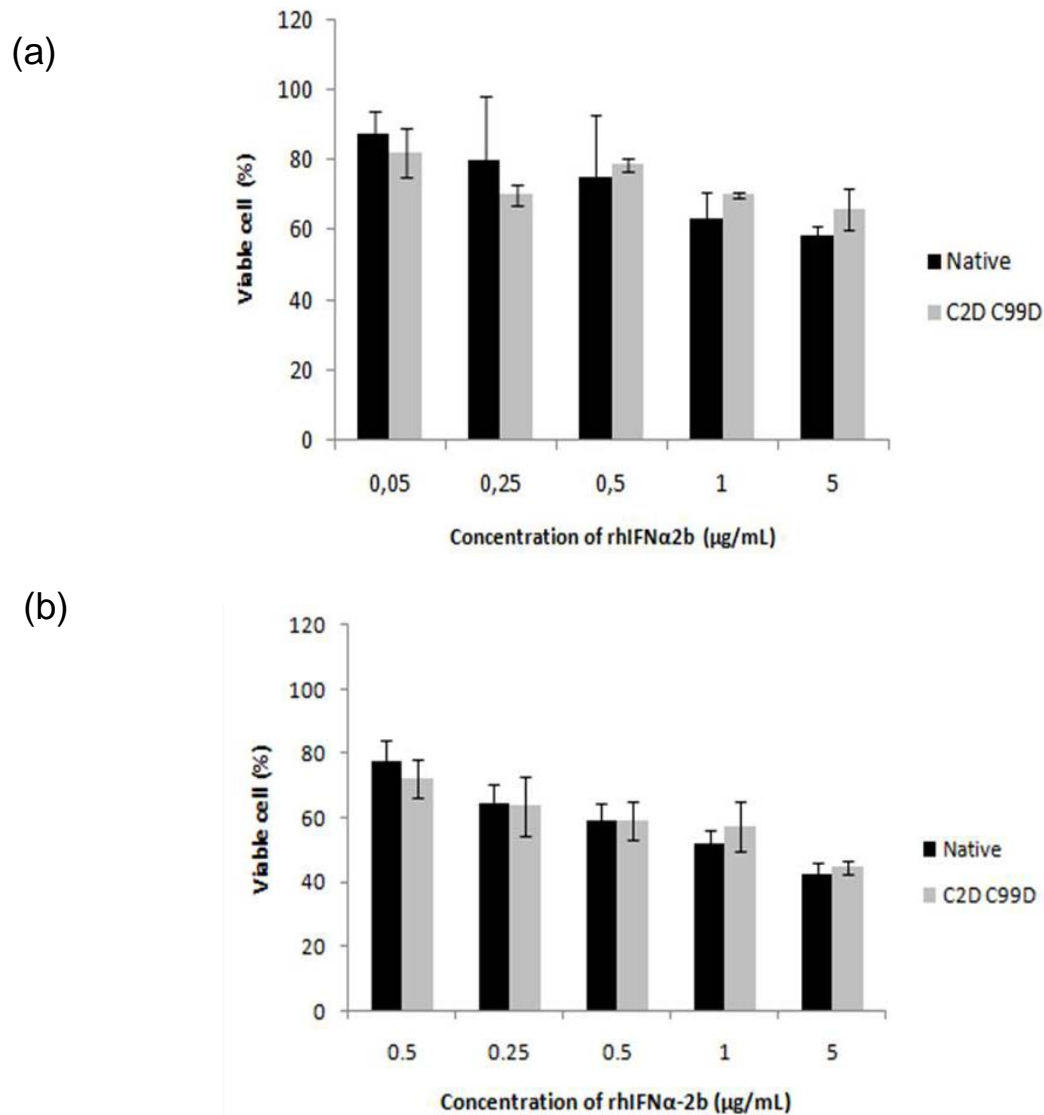 (a)
120
100
80
60
40
20
0
Viable cell (%)
0,05 0,25 0,5 1 5
Concentration of rhIFNα2b (µg/mL)
Native
C2D C99D
(b)
120
100
80
60
40
20
0
Viable cell (%)
0.5 0.25 0.5 1 5
Concentration of rhIFNα-2b (µg/mL)
Native
C2D C99D